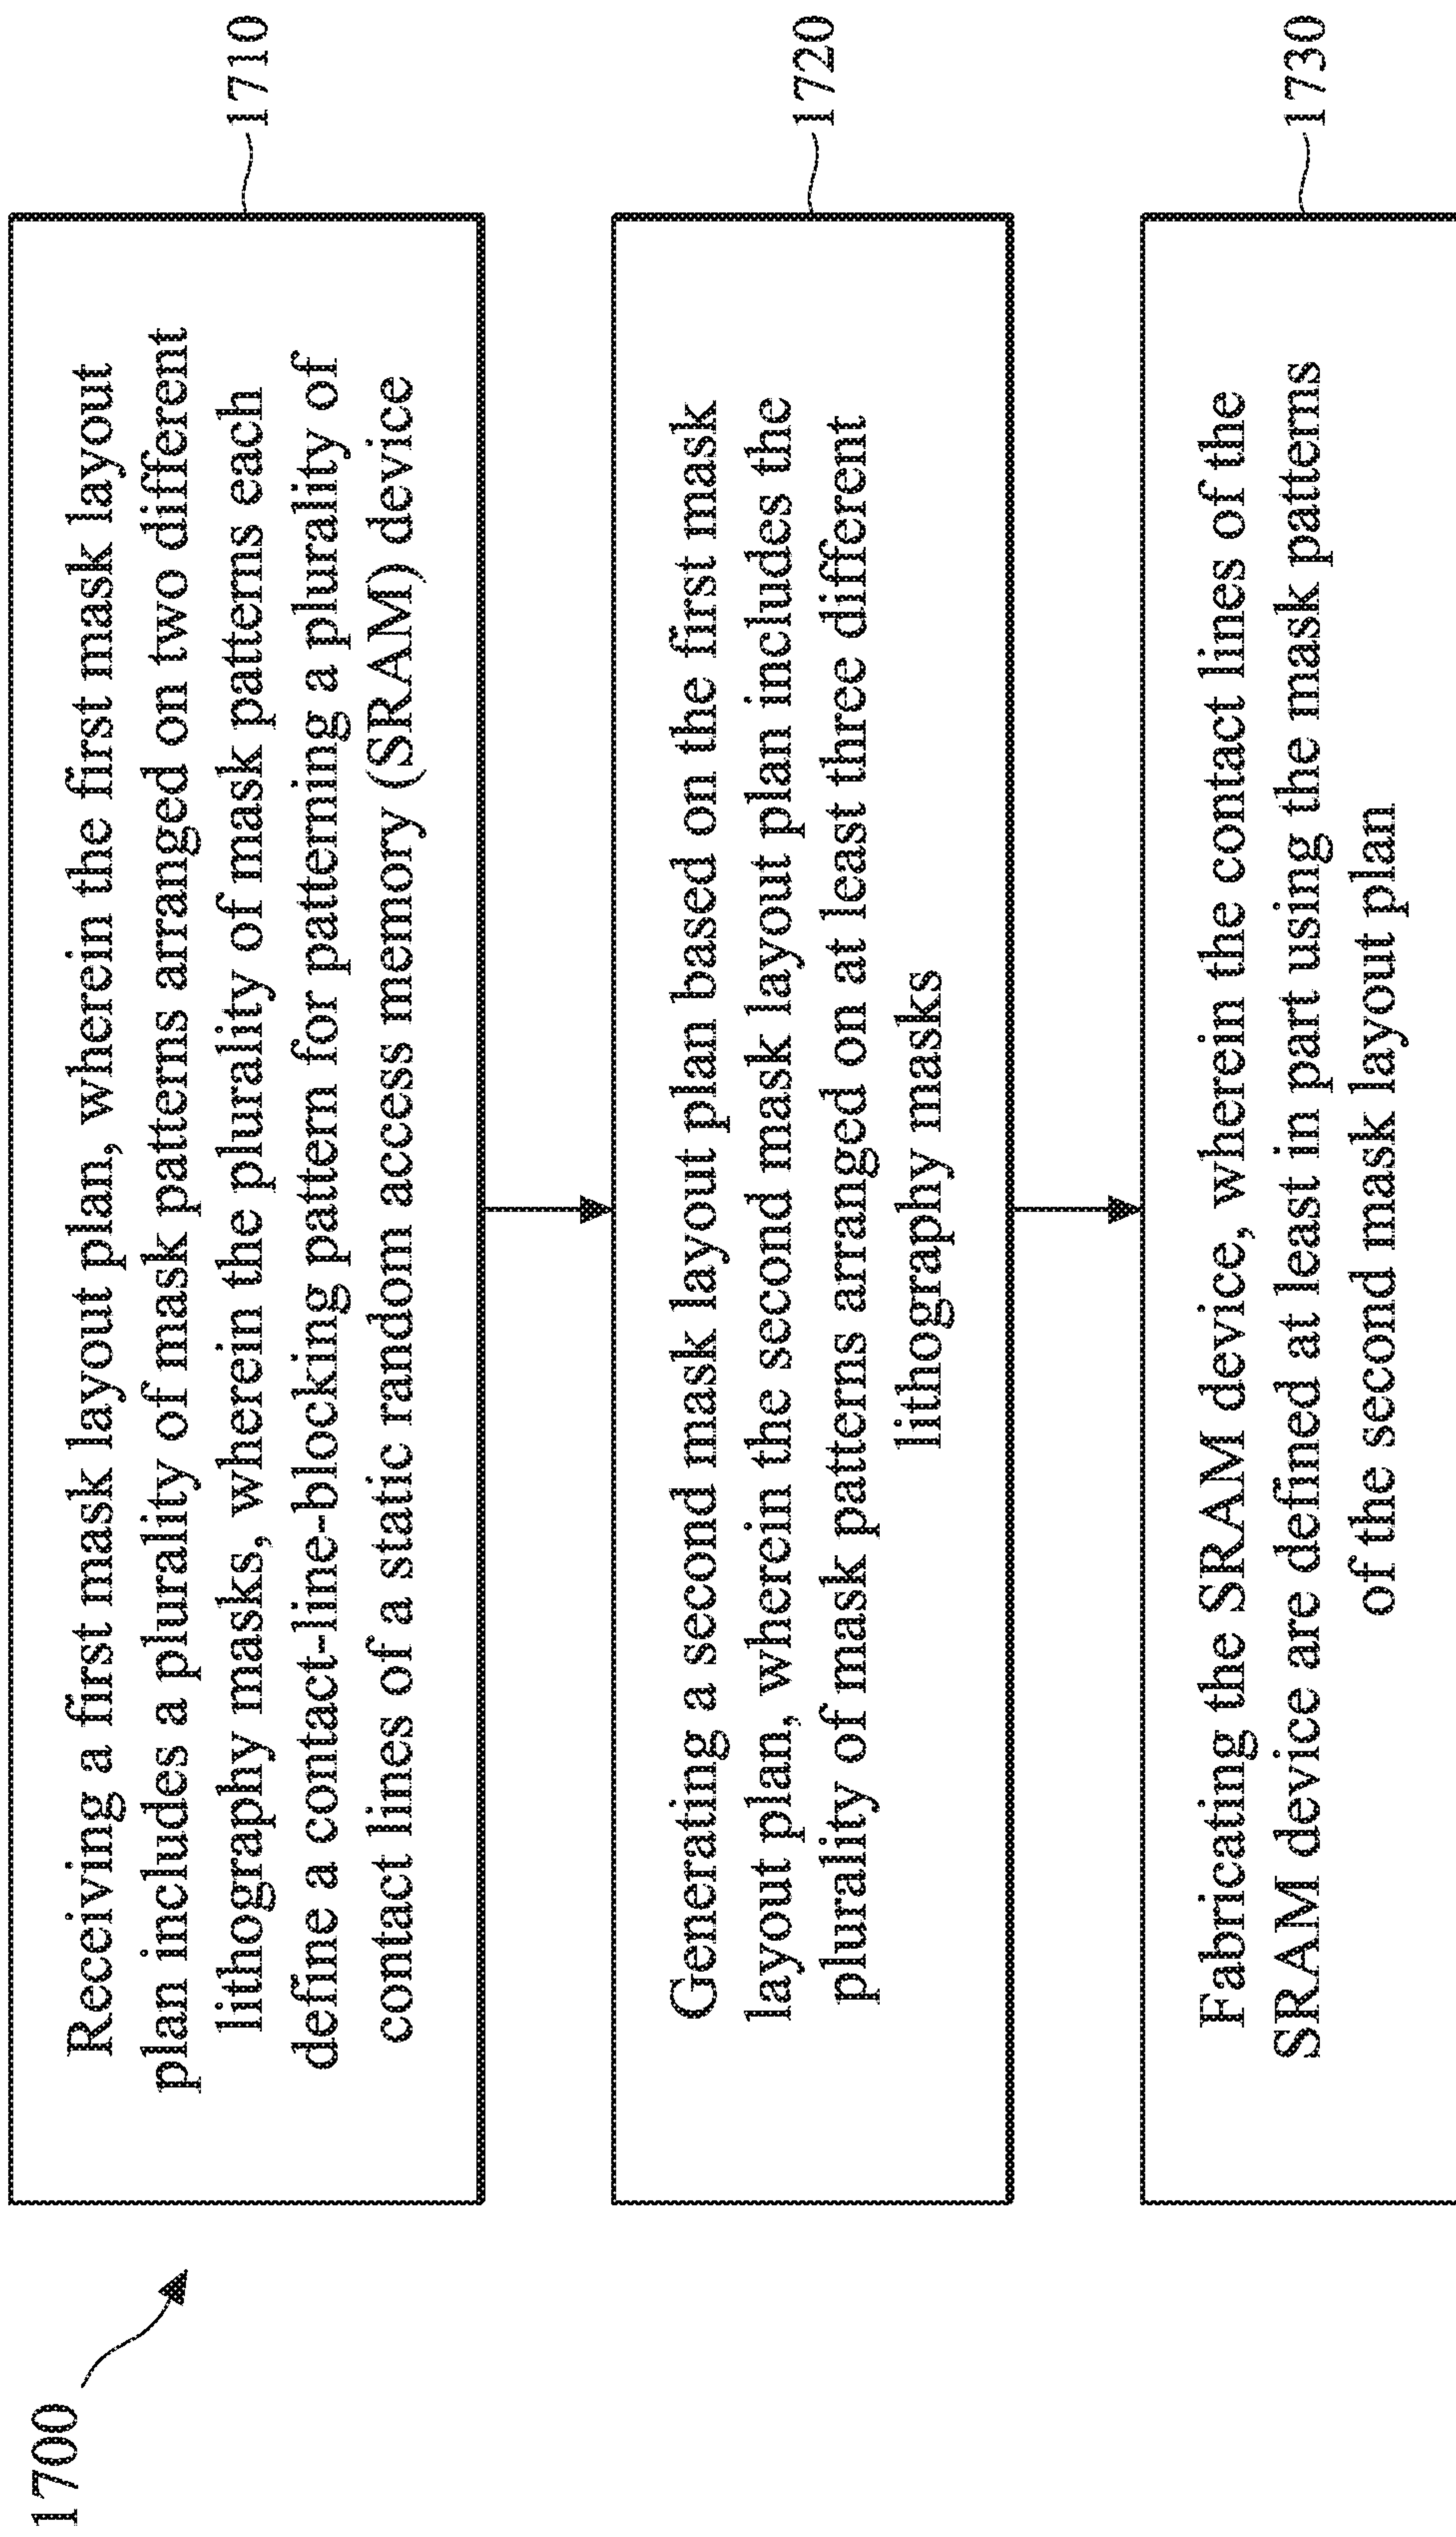 1700
Receiving a first mask layout plan, wherein the first mask layout
plan includes a plurality of mask patterns arranged on two different
lithography masks, wherein the plurality of mask patterns each
define a contact-line-blocking pattern for patterning a plurality of
contact lines of a static random access memory (SRAM) device
1710
Generating a second mask layout plan based on the first mask
layout plan, wherein the second mask layout plan includes the
plurality of mask patterns arranged on at least three different
lithography masks
1720
Fabricating the SRAM device, wherein the contact lines of the
SRAM device are defined at least in part using the mask patterns
of the second mask layout plan
1730